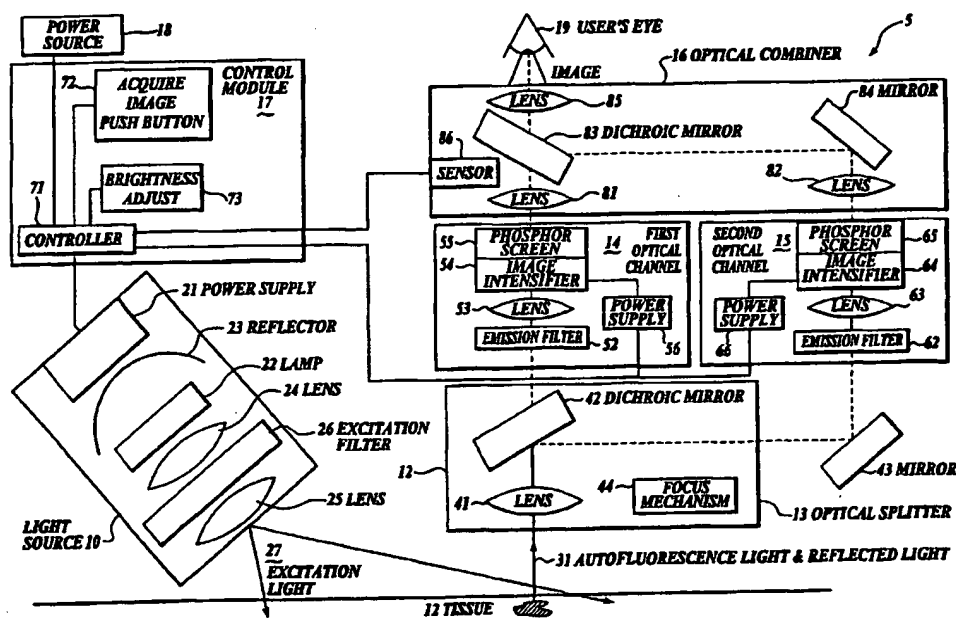 POWER
SOURCE
18
CONTROL
MODULE
17
72
ACQUIRE
IMAGE
PUSH BUTTON
BRIGHTNESS
ADJUST
73
71
CONTROLLER
19 USER'S EYE
IMAGE
5
16 OPTICAL COMBINER
LENS
85
84 MIRROR
83 DICHROIC MIRROR
86
SENSOR
LENS
81
82
LENS
55
PHOSPHOR
SCREEN
54
IMAGE
INTENSIFIER
14
FIRST
OPTICAL
CHANNEL
53
LENS
EMISSION FILTER
52
POWER
SUPPLY
56
SECOND
OPTICAL
CHANNEL
15
PHOSPHOR
SCREEN
65
IMAGE
INTENSIFIER
64
LENS
63
POWER
SUPPLY
66
EMISSION FILTER
62
21 POWER SUPPLY
23 REFLECTOR
22 LAMP
24 LENS
26 EXCITATION
FILTER
25 LENS
LIGHT
SOURCE 10
27
EXCITATION
LIGHT
42 DICHROIC MIRROR
12
41
LENS
44
FOCUS
MECHANISM
43 MIRROR
13 OPTICAL SPLITTER
31 AUTOFLUORESCENCE LIGHT & REFLECTED LIGHT
12 TISSUE